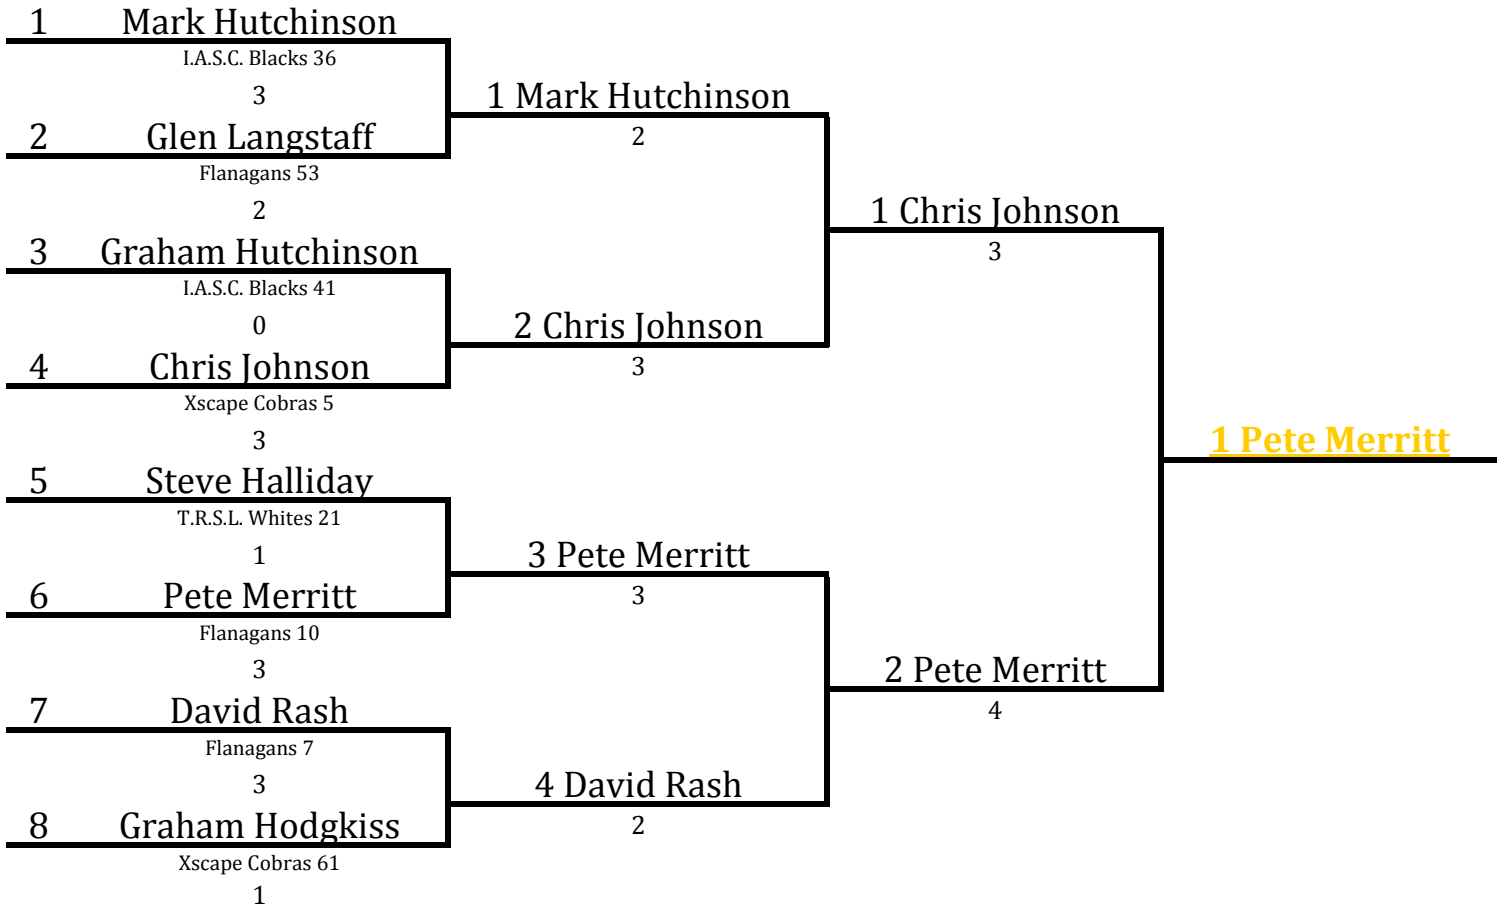 1 Mark Hutchinson
I.A.S.C. Blacks 36
3
2 Glen Langstaff
Flanagans 53
2
3 Graham Hutchinson
I.A.S.C. Blacks 41
0
4 Chris Johnson
Xscape Cobras 5
3
5 Steve Halliday
T.R.S.L. Whites 21
1
6 Pete Merritt
Flanagans 10
3
7 David Rash
Flanagans 7
3
8 Graham Hodgkiss
Xscape Cobras 61
1
1 Mark Hutchinson
2
2 Chris Johnson
3
3 Pete Merritt
3
4 David Rash
2
1 Chris Johnson
3
2 Pete Merritt
4
1 Pete Merritt